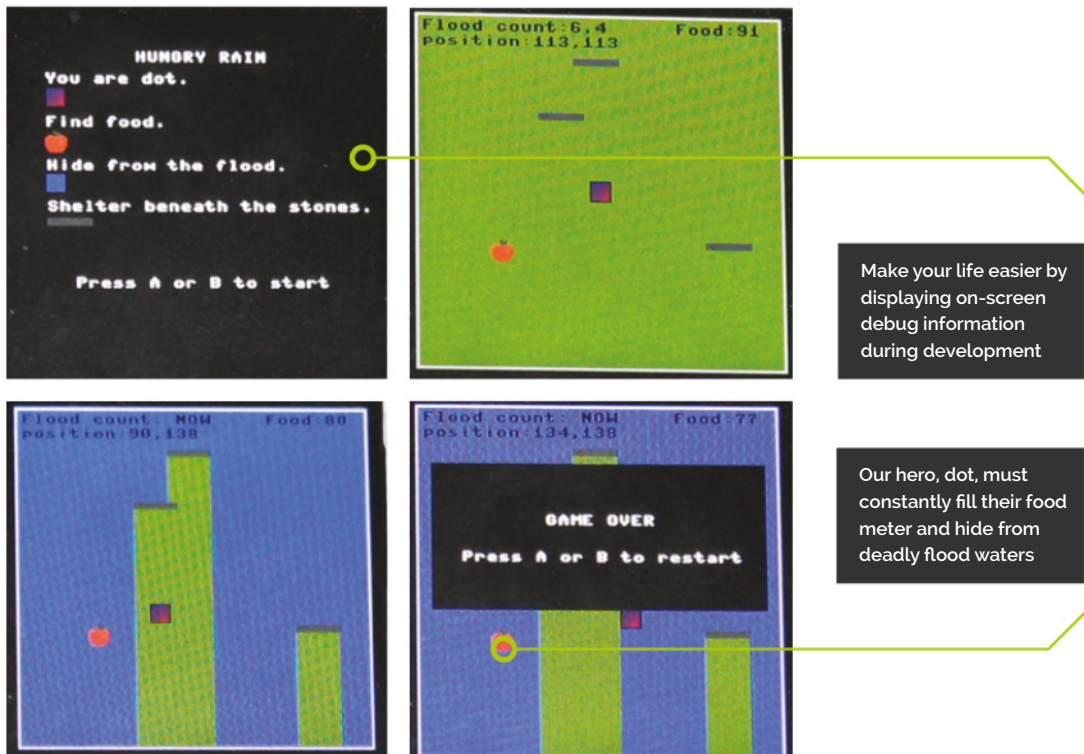 HUNGRY RAIN
You are dot.
Find food.
Hide from the flood.
Shelter beneath the stones.
Press A or B to start
Flood count:6,4 Food:91
position:113,113
Make your life easier by
displaying on-screen
debug information
during development
Flood count: NOW Food:80
position:90,138
Flood count: NOW Food:77
position:134,138
GAME OVER
Press A or B to restart
Our hero, dot, must
constantly fill their food
meter and hide from
deadly flood waters